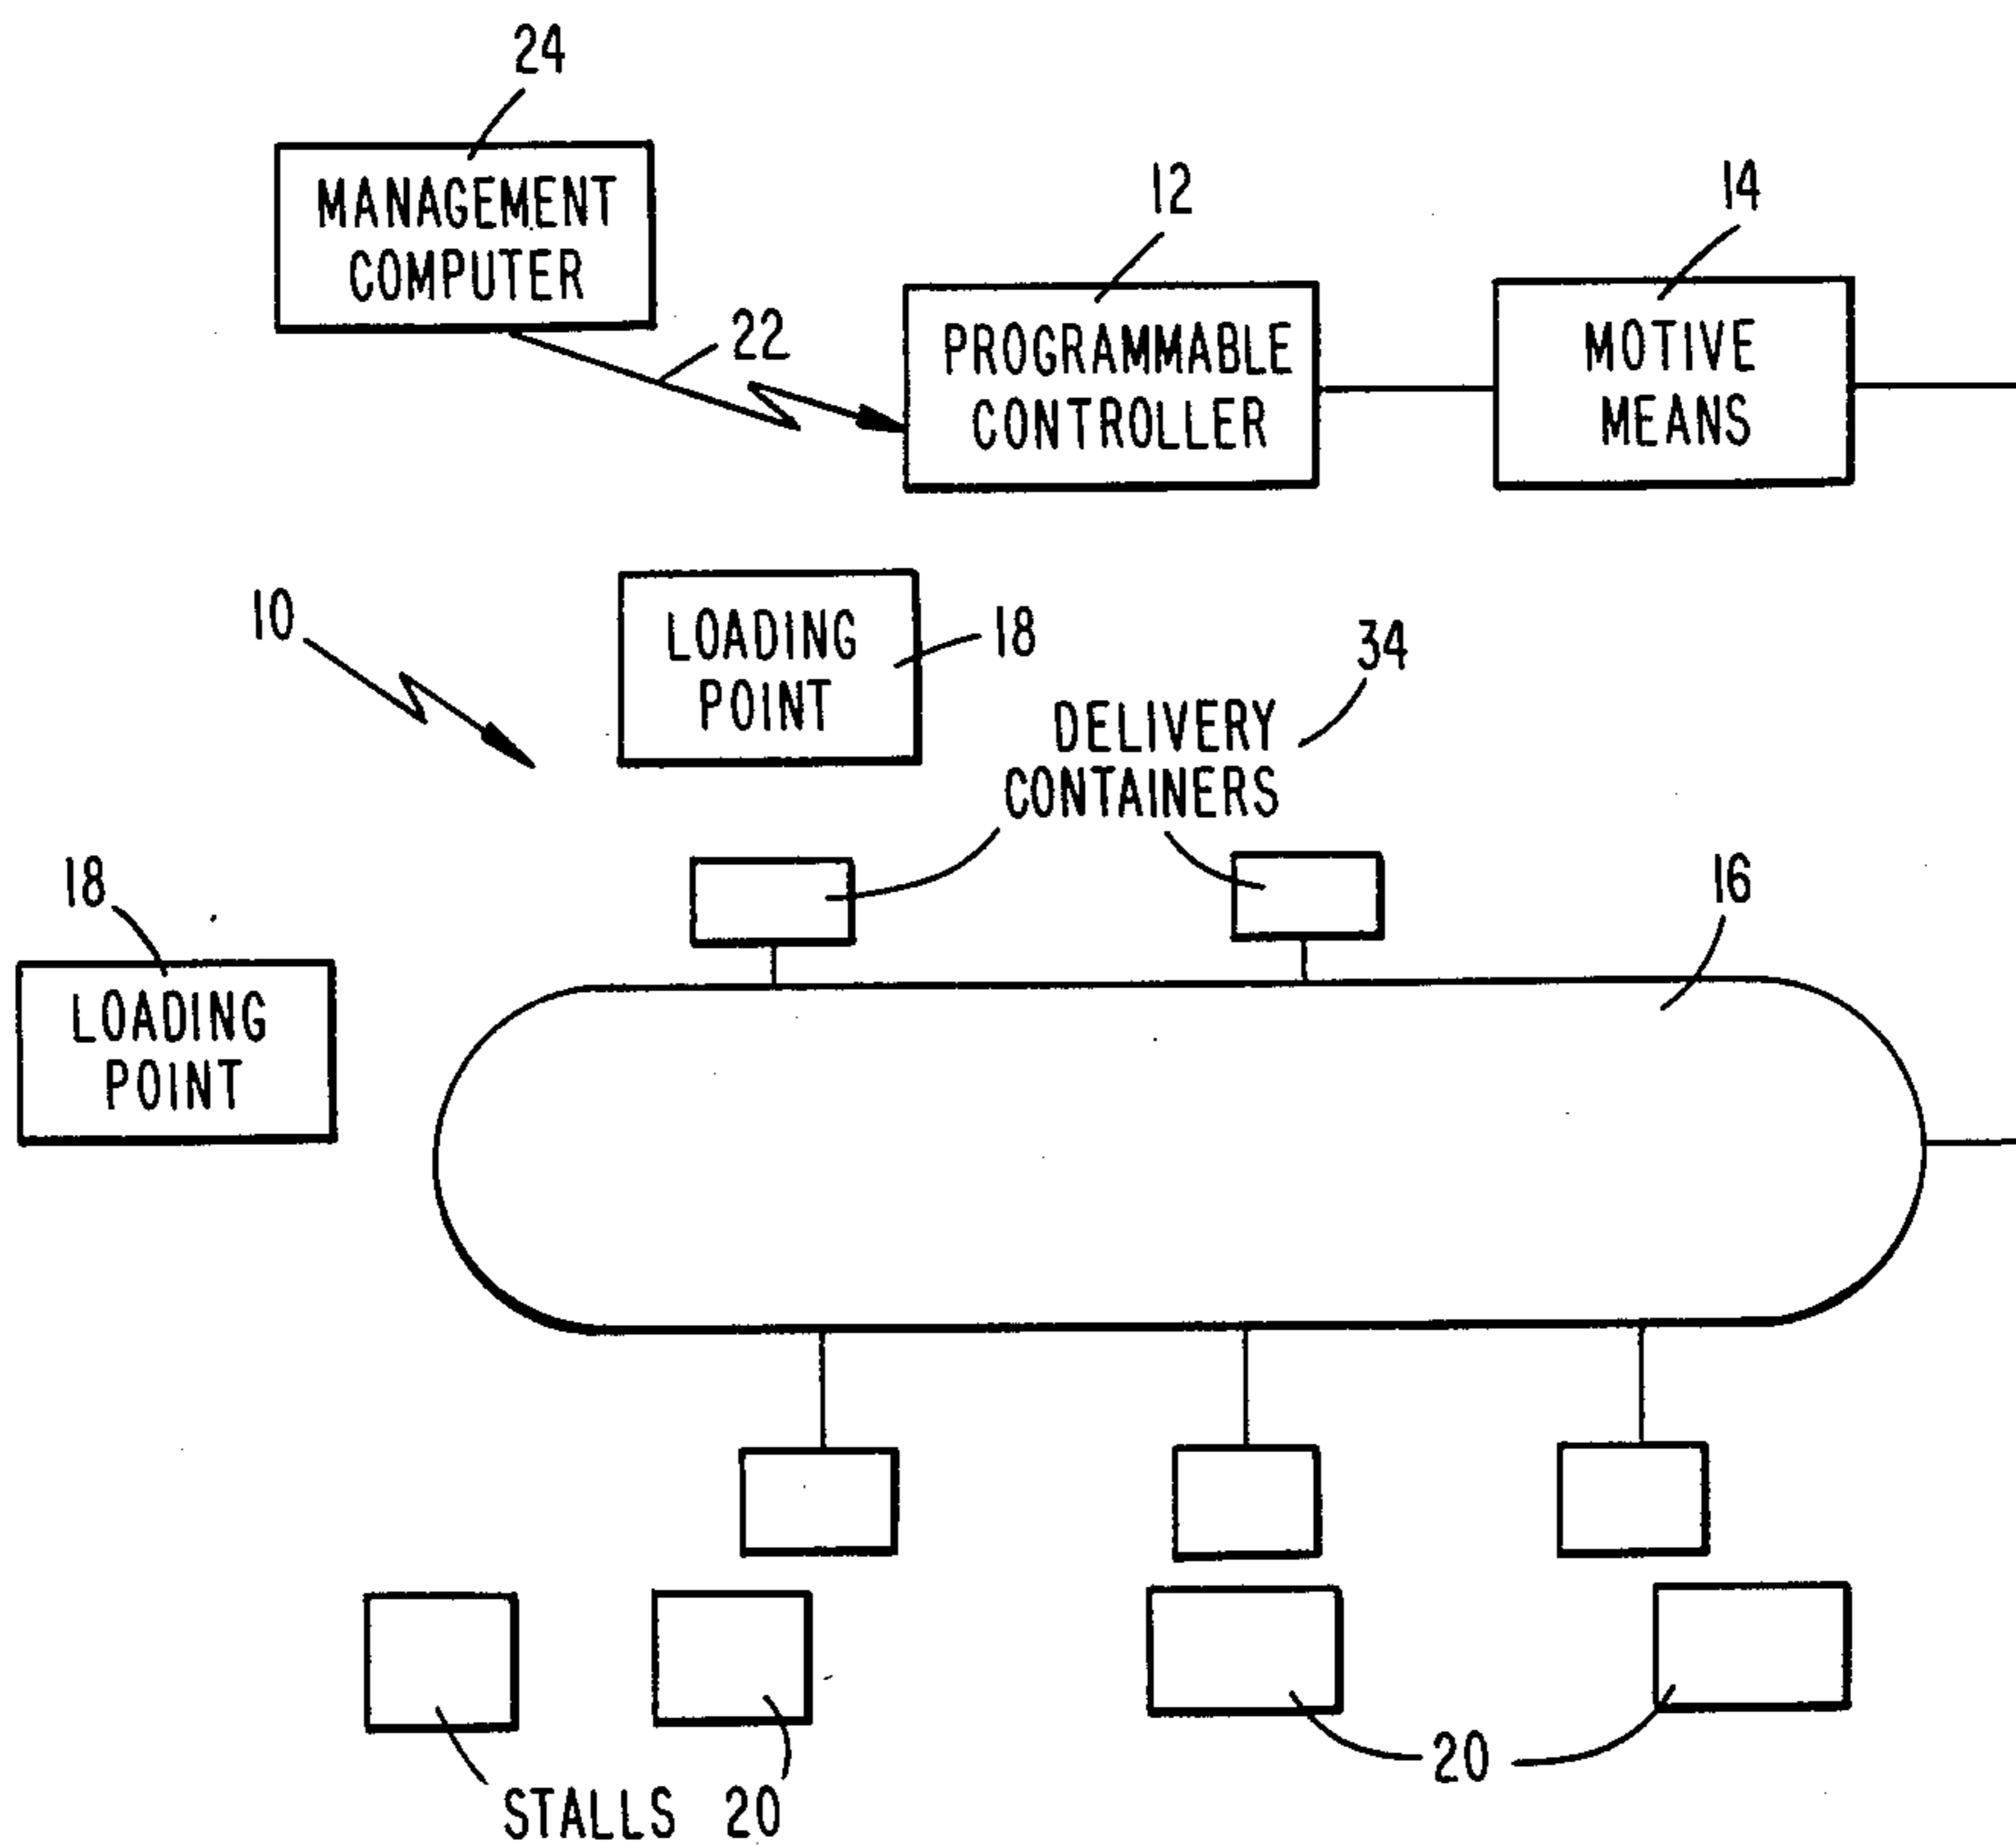 24
MANAGEMENT
COMPUTER
12
14
22
PROGRAMMABLE
CONTROLLER
MOTIVE
MEANS
10
LOADING
POINT
18
34
DELIVERY
CONTAINERS
18
LOADING
POINT
16
STALLS 20
20